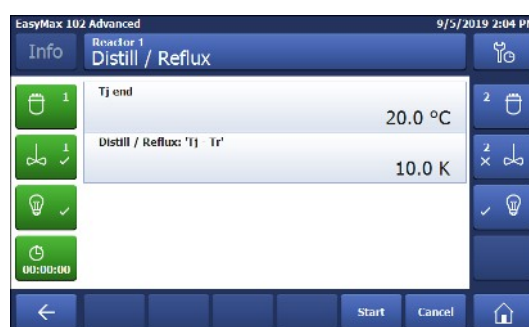 EasyMax 102 Advanced 9/5/2019 2:04 PM
Info
Reactor 1
Distill / Reflux
1
Tj end
20.0 °C
2
1
Distill / Reflux: 'Tj - Tr'
10.0 K
2
00:00:00
Start
Cancel